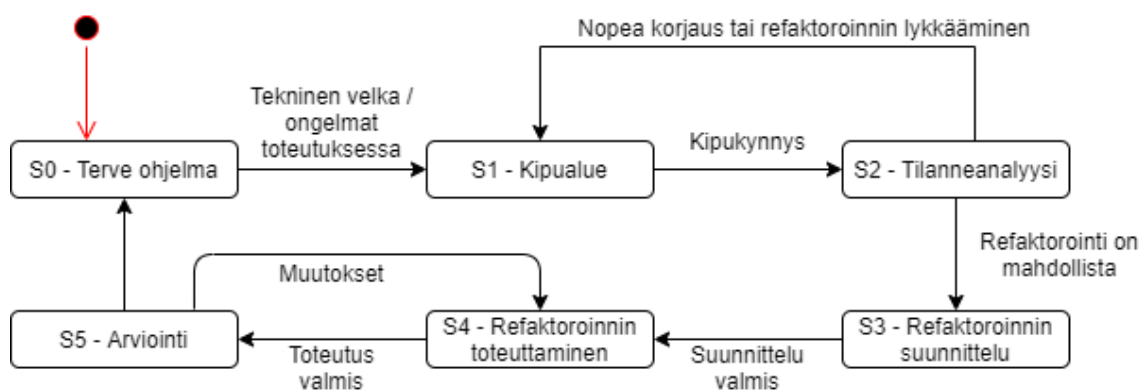 Nopea korjaus tai refaktoroinnin lykkääminen
Tekninen velka /
ongelmat
toteutuksessa
Kipukynnys
S0 - Terve ohjelma
S1 - Kipualue
S2 - Tilanneanalyysi
Refaktorointi on
mahdollista
Muutokset
S5 - Arviointi
S4 - Refaktoroinnin
toteuttaminen
S3 - Refaktoroinnin
suunnittelu
Toteutus
valmis
Suunnittelu
valmis